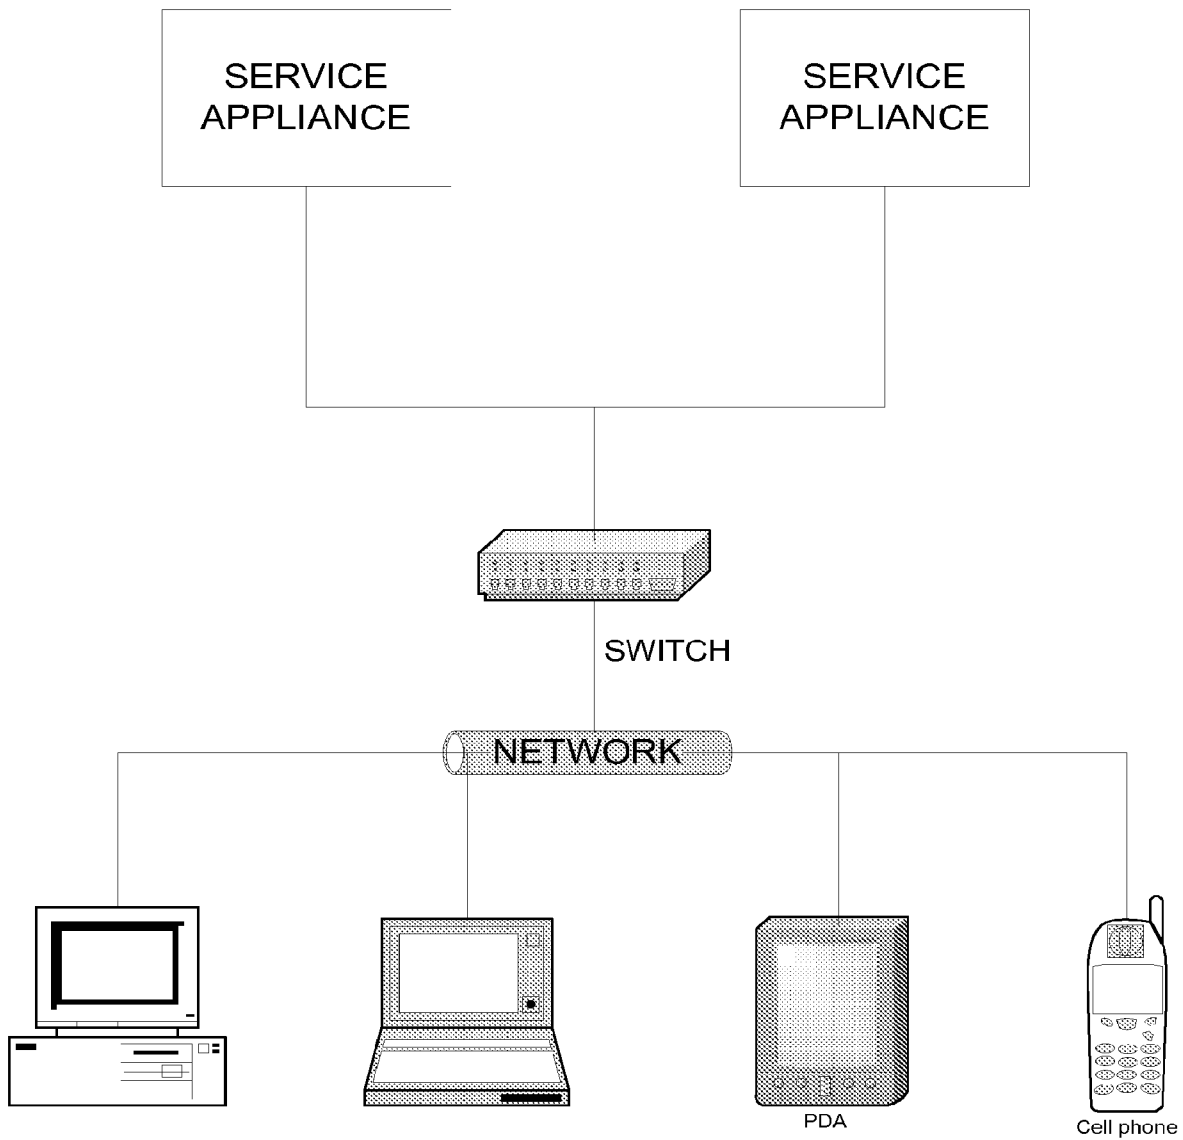 SERVICE
APPLIANCE
SERVICE
APPLIANCE
SWITCH
NETWORK
PDA
Cell phone